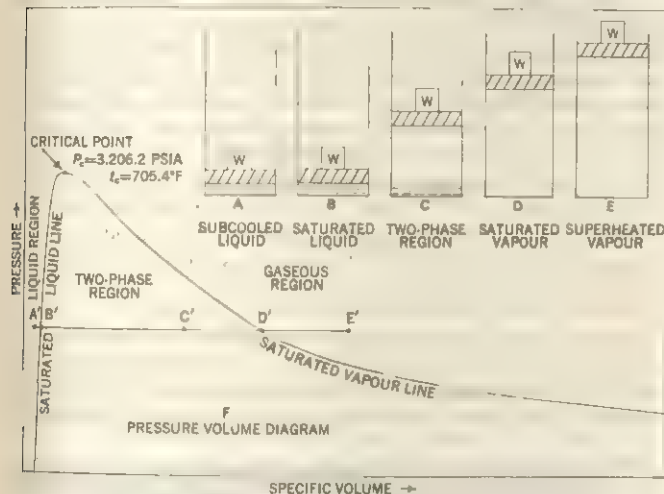 W
W
W
W
W
A
B
C
D
E
SUBCOOLED
LIQUID
SATURATED
LIQUID
TWO-PHASE
REGION
SATURATED
VAPOUR
SUPERHEATED
VAPOUR
CRITICAL POINT
Pc=3.206.2 PSIA
tc=705.4°F
PRESSURE →
LIQUID REGION
SATURATED LIQUID LINE
TWO-PHASE
REGION
GASEOUS
REGION
A' B' C' D' E'
SATURATED VAPOUR LINE
F
PRESSURE VOLUME DIAGRAM
SPECIFIC VOLUME →